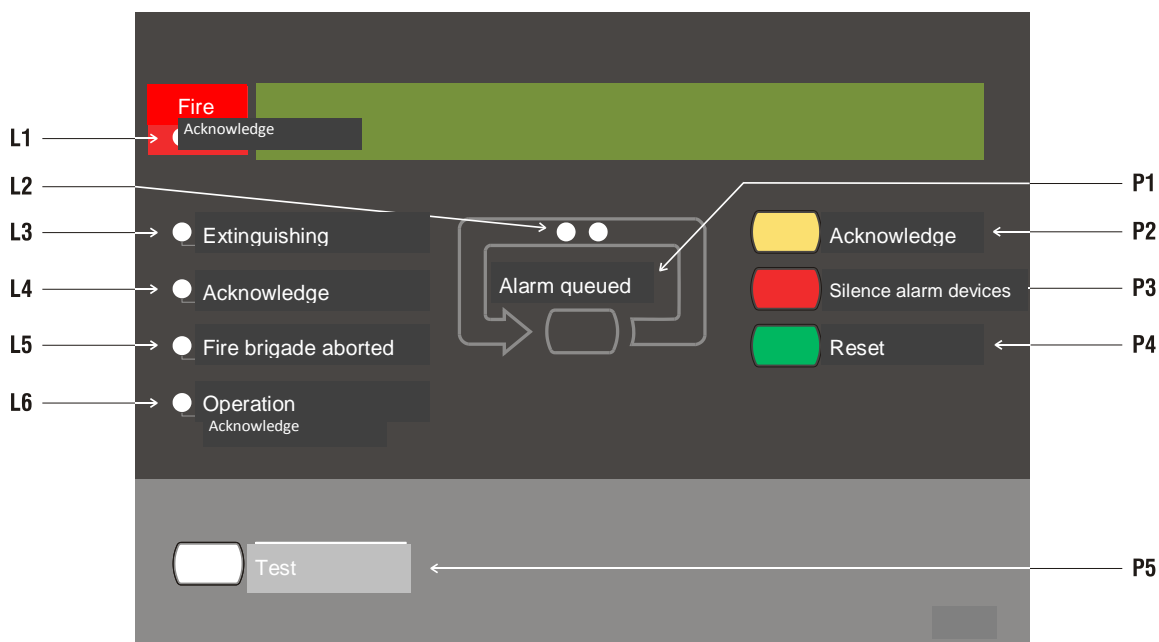 Fire
Acknowledge
L1
L2
P1
L3
Extinguishing
Acknowledge
P2
L4
Acknowledge
Alarm queued
Silence alarm devices
P3
L5
Fire brigade aborted
Reset
P4
L6
Operation
Acknowledge
Test
P5